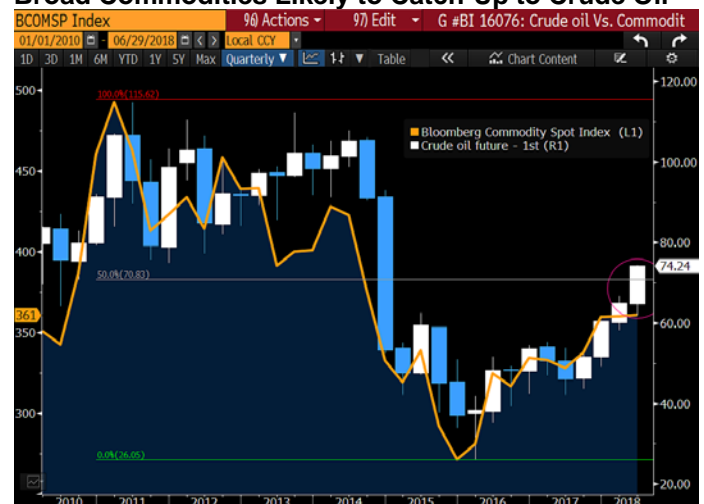 Broad Commodities Likely to Catch Up to Crude Oil
BCOMSP Index 96) Actions 97) Edit G #BI 16076: Crude oil Vs. Commodit
01/01/2010 - 06/29/2018 Local CCY
1D 3D 1M 6M YTD 1Y 5Y Max Quarterly Table Chart Content
Bloomberg Commodity Spot Index (L1)
Crude oil future - 1st (R1)
100.0%(115.62)
50.0%(70.83)
0.0%(26.05)
500
450
400
361
350
300
120.00
100.00
80.00
74.24
60.00
40.00
20.00
2010 2011 2012 2013 2014 2015 2016 2017 2018